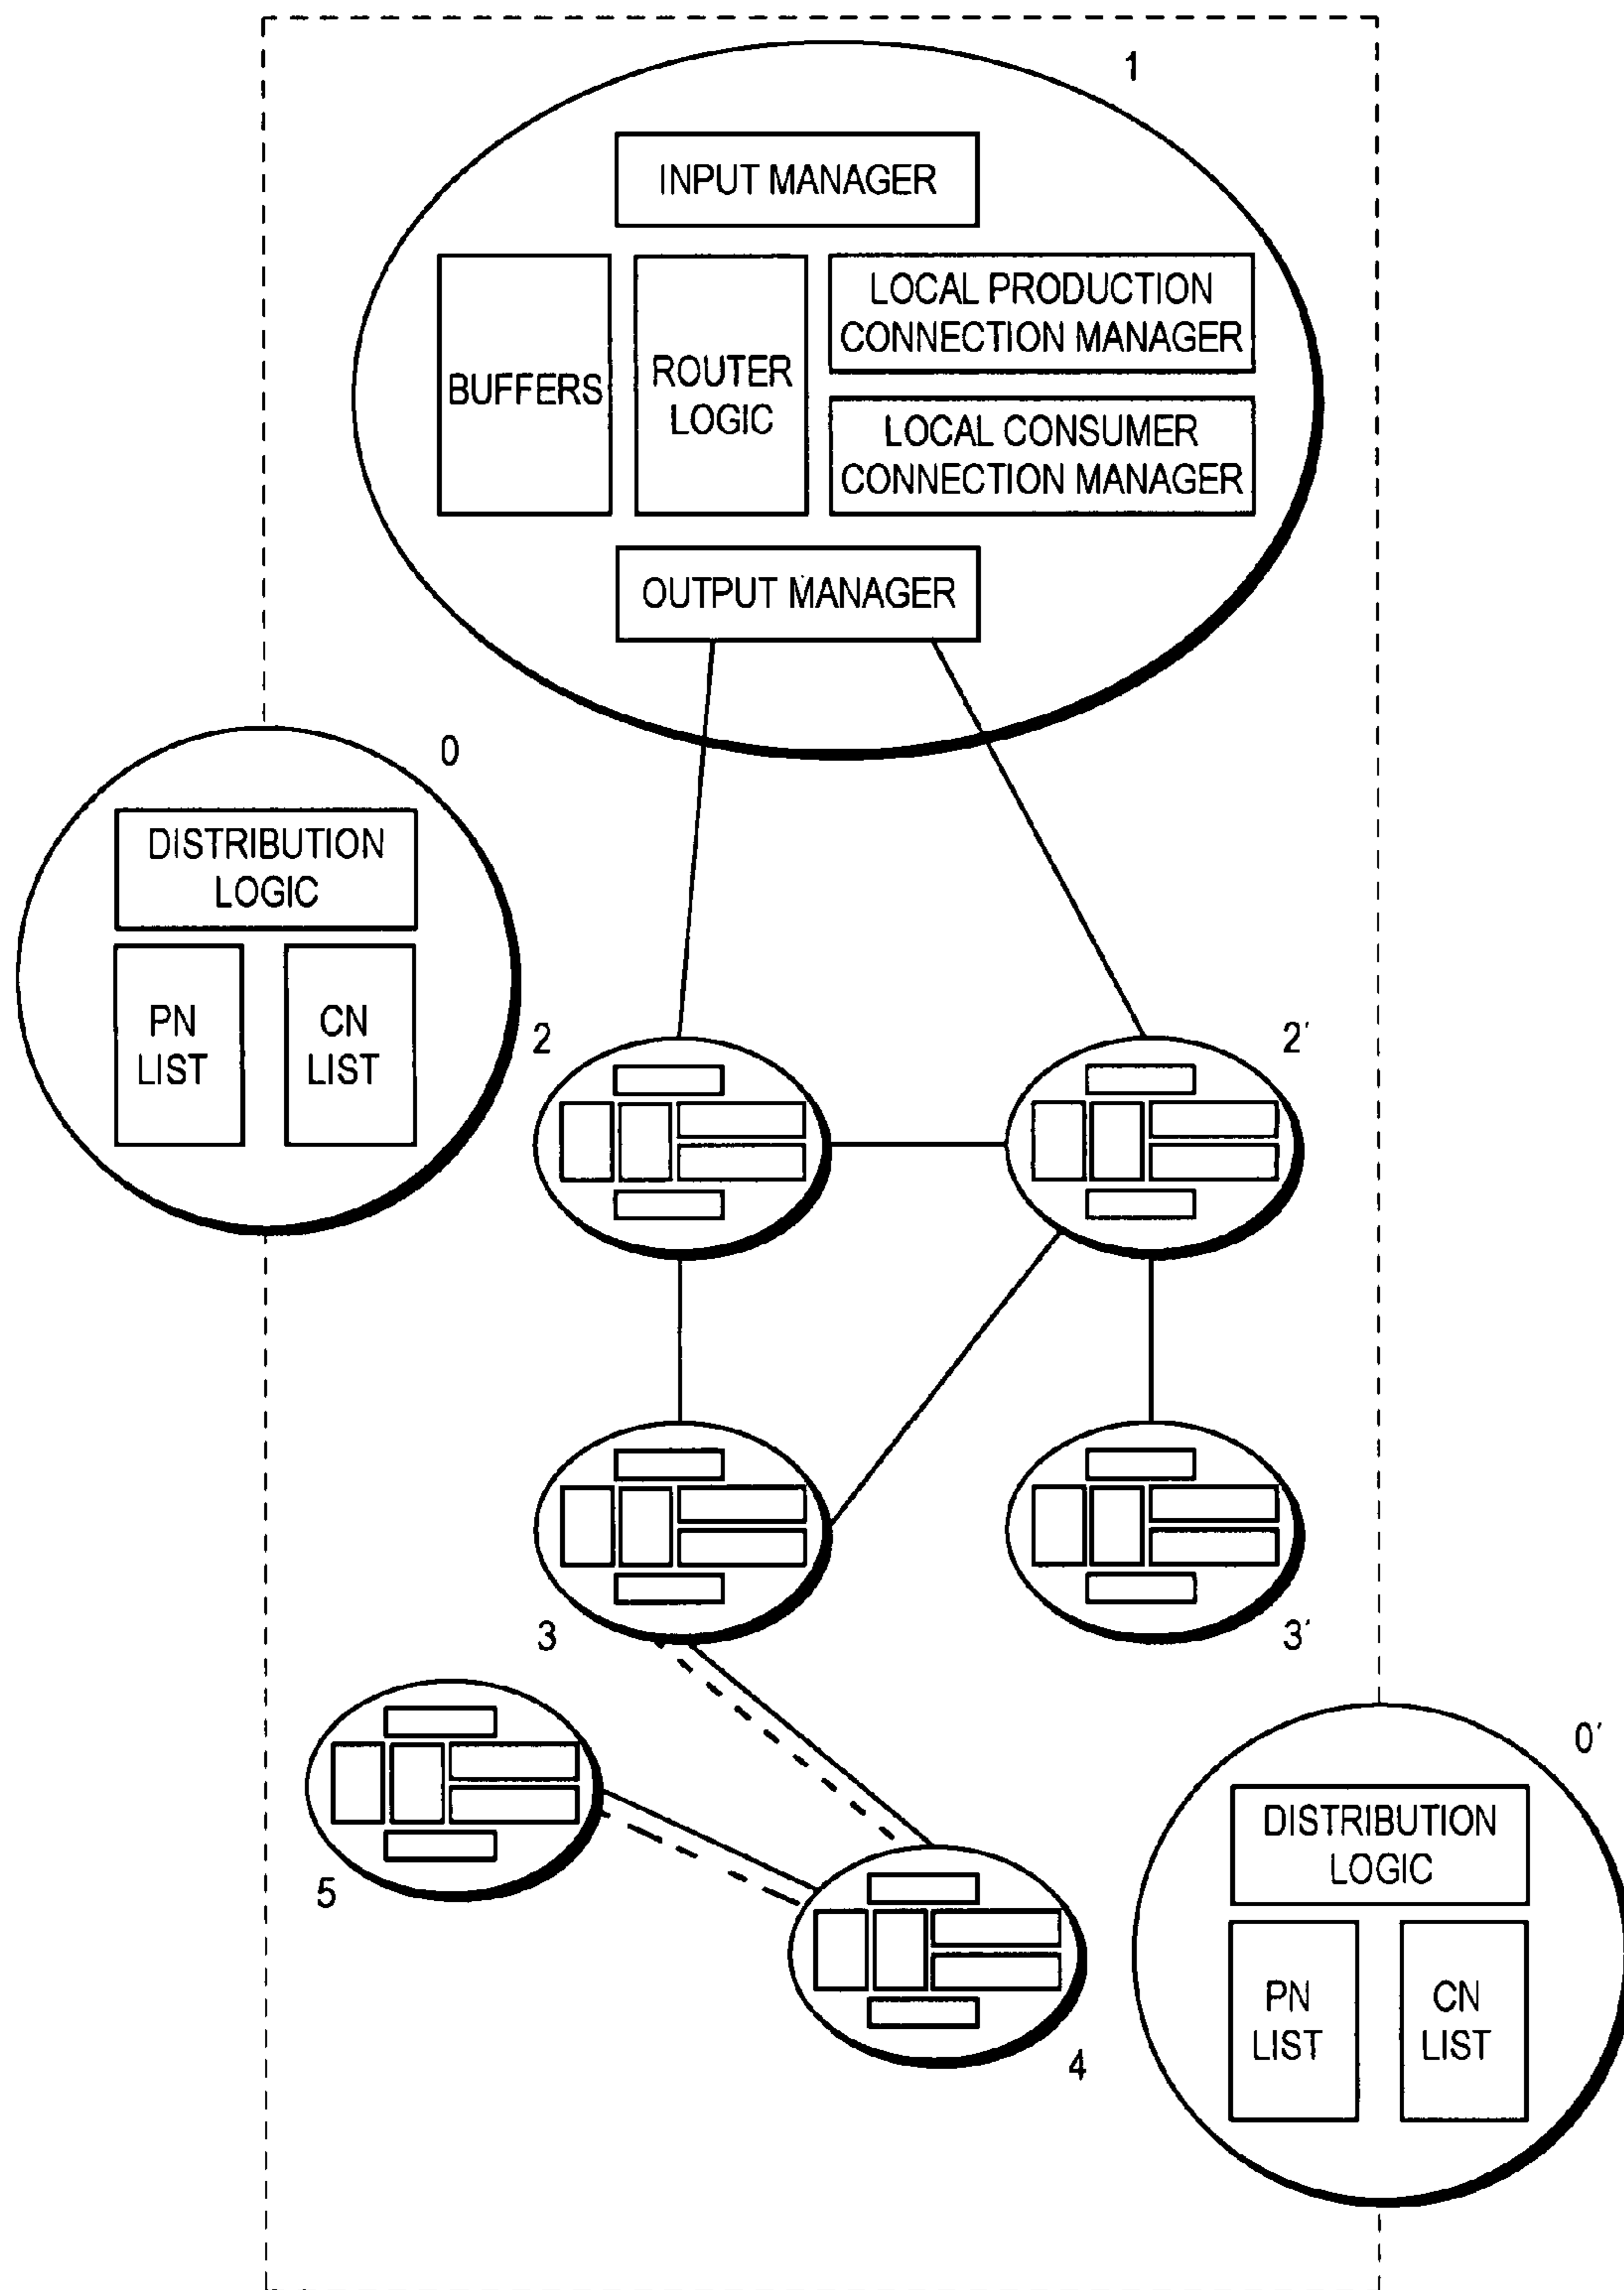 1
INPUT MANAGER
BUFFERS
ROUTER
LOGIC
LOCAL PRODUCTION
CONNECTION MANAGER
LOCAL CONSUMER
CONNECTION MANAGER
OUTPUT MANAGER
0
DISTRIBUTION
LOGIC
PN
LIST
CN
LIST
2
2'
3
3'
5
4
0'
DISTRIBUTION
LOGIC
PN
LIST
CN
LIST